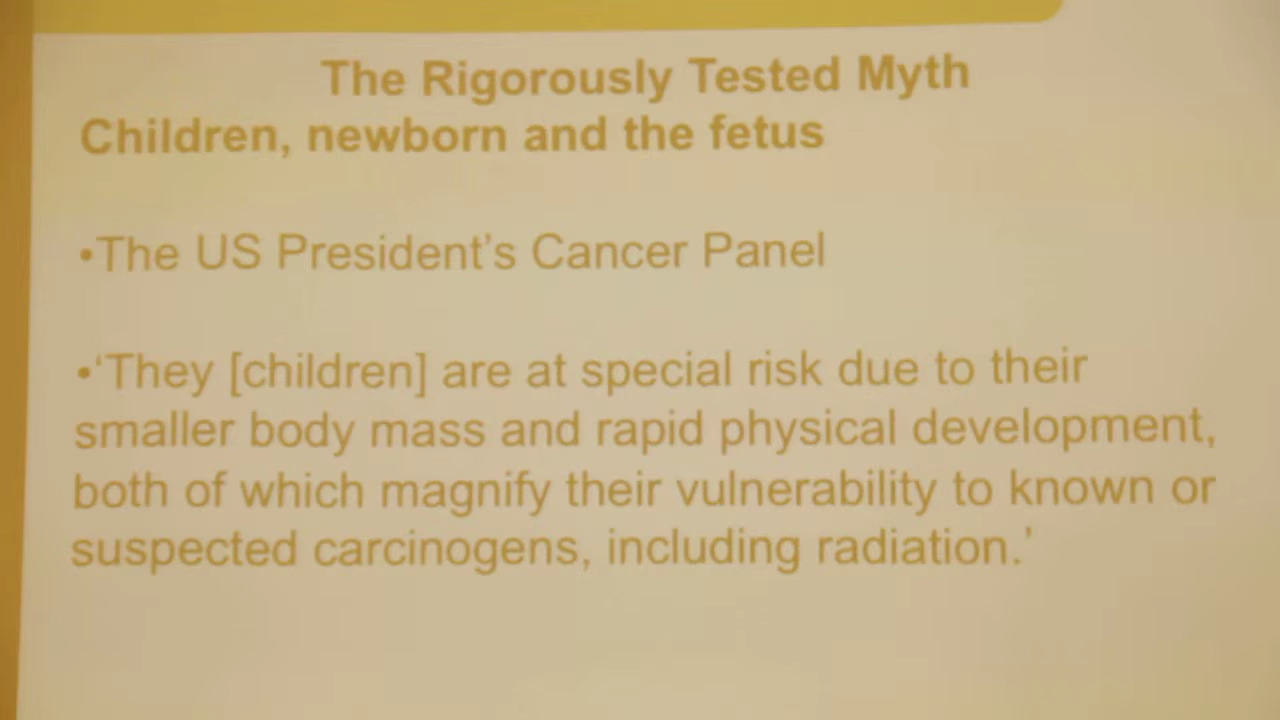 The Rigorously Tested Myth
Children, newborn and the fetus
•The US President’s Cancer Panel
•‘They [children] are at special risk due to their
smaller body mass and rapid physical development,
both of which magnify their vulnerability to known or
suspected carcinogens, including radiation.’